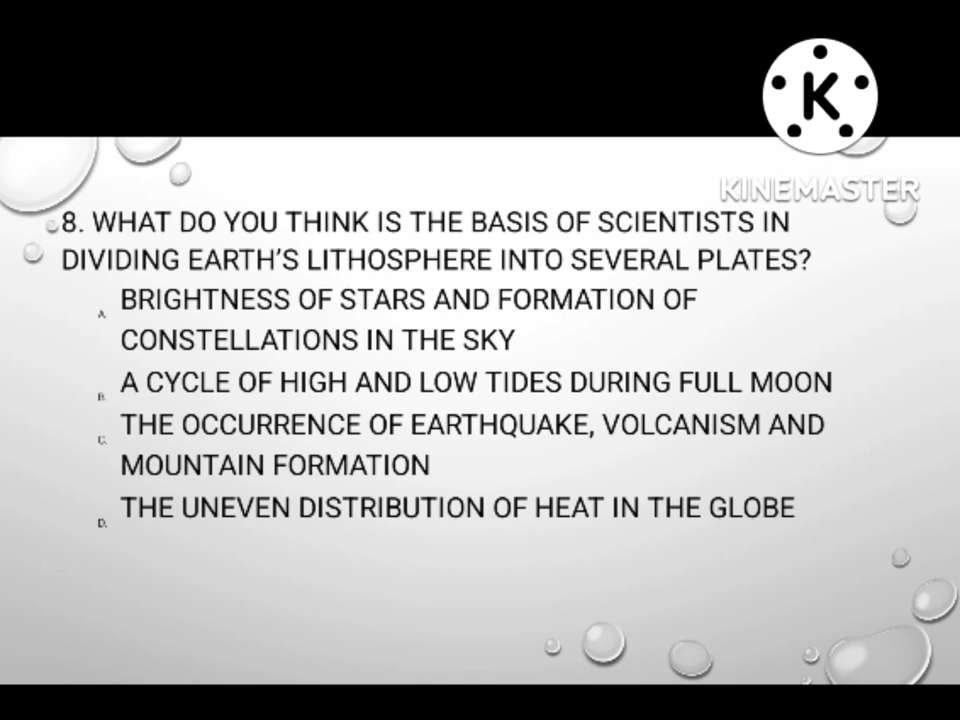 K
KINEMASTER
8. WHAT DO YOU THINK IS THE BASIS OF SCIENTISTS IN
DIVIDING EARTH'S LITHOSPHERE INTO SEVERAL PLATES?
A. BRIGHTNESS OF STARS AND FORMATION OF
CONSTELLATIONS IN THE SKY
B. A CYCLE OF HIGH AND LOW TIDES DURING FULL MOON
C. THE OCCURRENCE OF EARTHQUAKE, VOLCANISM AND
MOUNTAIN FORMATION
D. THE UNEVEN DISTRIBUTION OF HEAT IN THE GLOBE